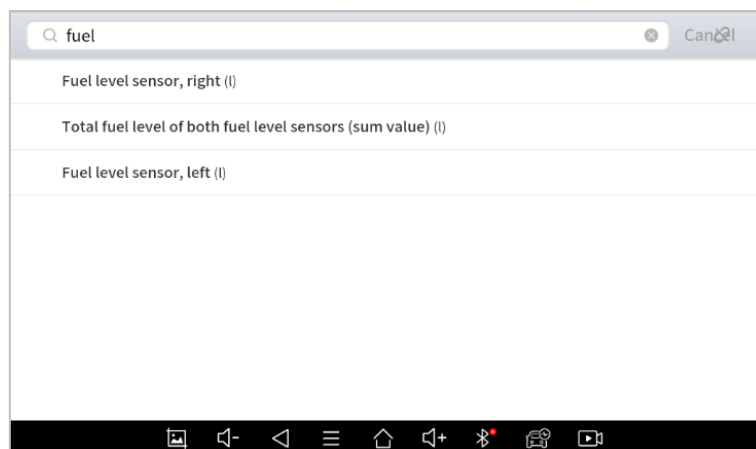 fuel
Cancel
Fuel level sensor, right (l)
Total fuel level of both fuel level sensors (sum value) (l)
Fuel level sensor, left (l)